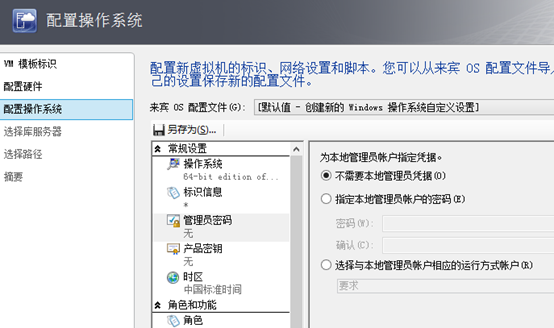 配置操作系统
VM 模板标识
配置硬件
配置操作系统
选择库服务器
选择路径
摘要
配置新虚拟机的标识、网络设置和脚本。您可以从来宾 OS 配置文件导入
己的设置保存新的配置文件。
来宾 OS 配置文件(G):
[默认值 - 创建新的 Windows 操作系统自定义设置]
另存为(S)...
常规设置
操作系统
64-bit edition of...
标识信息
*
管理员密码
无
产品密钥
无
时区
中国标准时间
角色和功能
角色
为本地管理员帐户指定凭据。
不需要本地管理员凭据(O)
指定本地管理员帐户的密码(E)
密码(W):
确认(C):
选择与本地管理员帐户相应的运行方式帐户(R)
要求